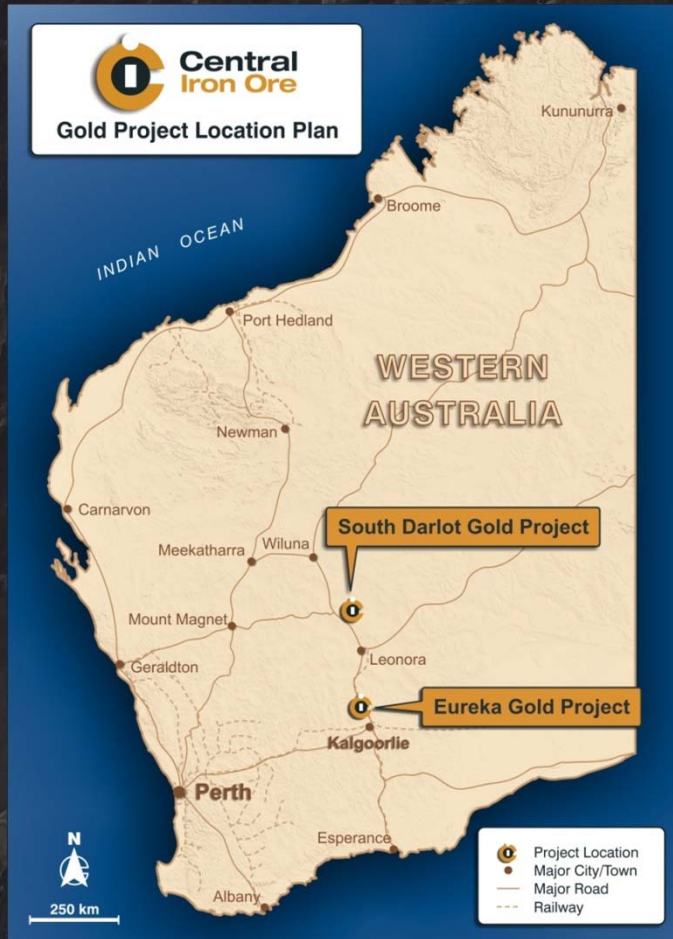 Central
Iron Ore
Gold Project Location Plan
Kununurra
Broome
INDIAN OCEAN
Port Hedland
WESTERN
AUSTRALIA
Newman
Carnarvon
South Darlot Gold Project
Meekatharra
Wiluna
Mount Magnet
Leonora
Geraldton
Eureka Gold Project
Kalgoorlie
Perth
Esperance
Albany
N
250 km
Project Location
Major City/Town
Major Road
Railway